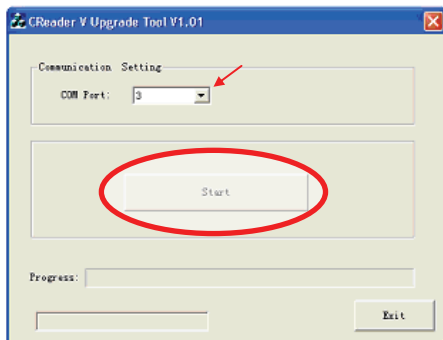 CReader V Upgrade Tool V1.01
Communication Setting
COM Port: 3
Start
Progress:
Exit